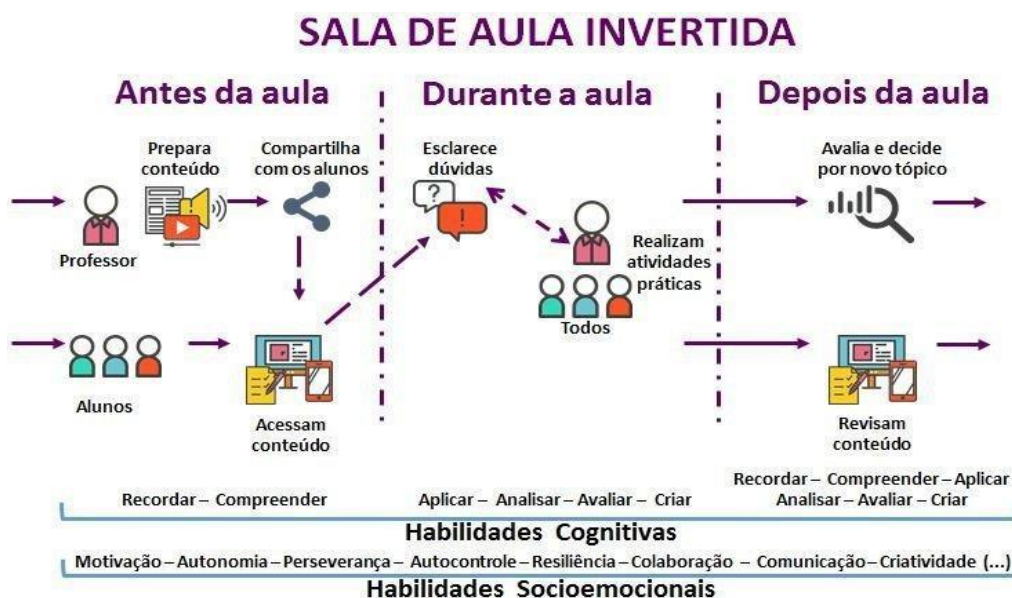 SALA DE AULA INVERTIDA
Antes da aula
Prepara
conteúdo
Compartilha
com os alunos
Professor
Alunos
Acessam
conteúdo
Durante a aula
Esclarece
dúvidas
?
!
Realizam
atividades
práticas
Todos
Depois da aula
Avalia e decide
por novo tópico
Revisam
conteúdo
Recordar – Compreender
Aplicar – Analisar – Avaliar – Criar
Recordar – Compreender – Aplicar
Analisar – Avaliar – Criar
Habilidades Cognitivas
Motivação – Autonomia – Perseverança – Autocontrole – Resiliência – Colaboração – Comunicação – Criatividade (...)
Habilidades Socioemocionais